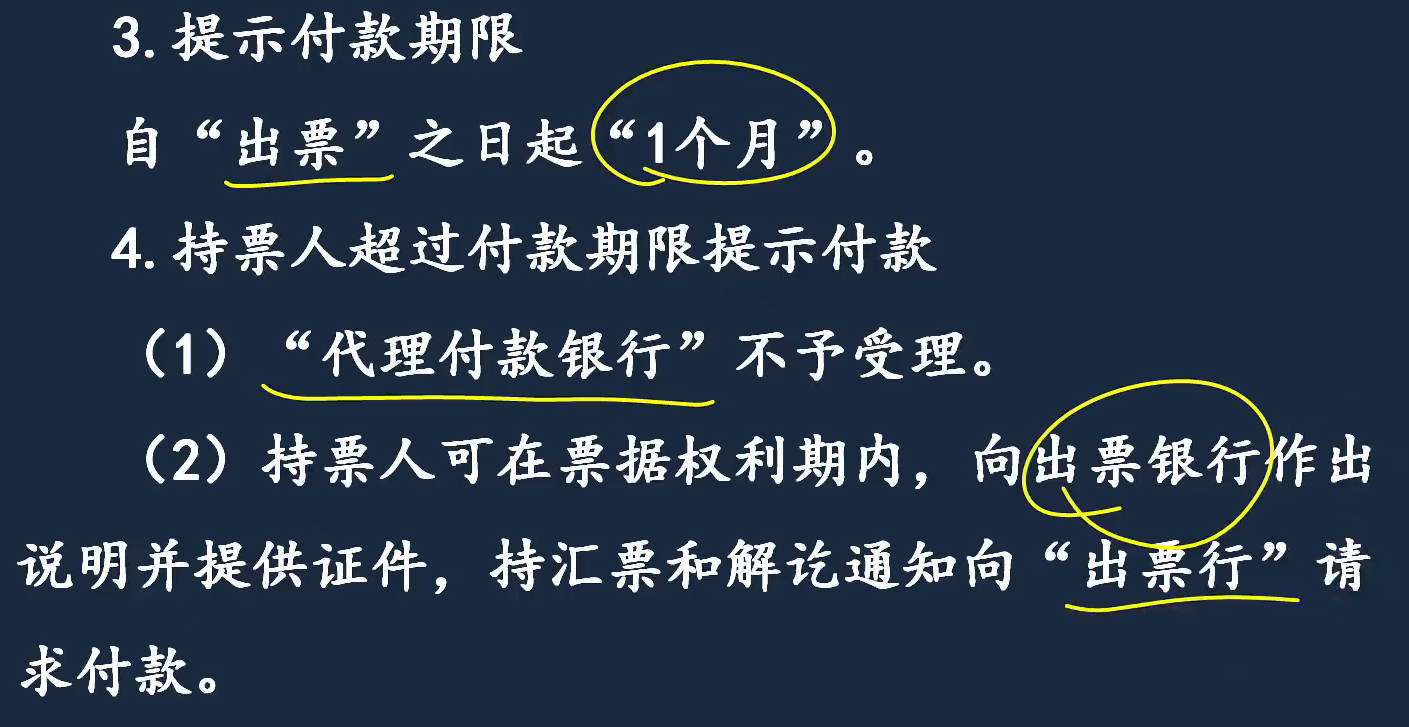 3.提示付款期限
自“出票”之日起“1个月”。
4.持票人超过付款期限提示付款
（1）“代理付款银行”不予受理。
（2）持票人可在票据权利期内，向出票银行作出
说明并提供证件，持汇票和解讫通知向“出票行”请
求付款。